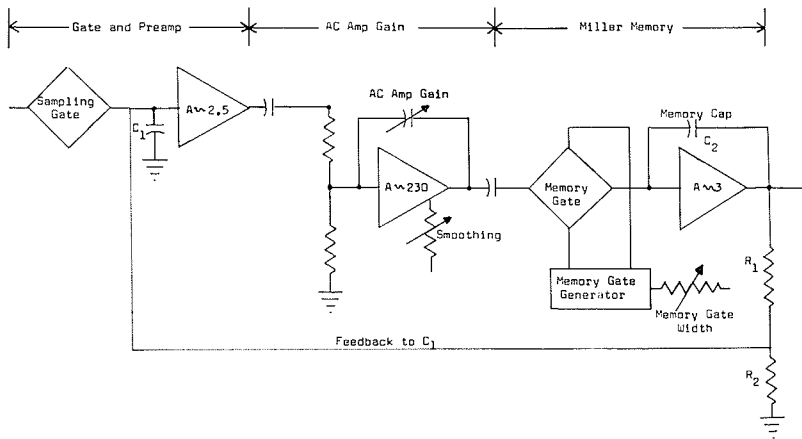 Gate and Preamp
AC Amp Gain
Miller Memory
Sampling
Gate
C1
A~2.5
AC Amp Gain
A~230
Smoothing
Memory
Gate
Memory Cap
C2
A~3
Memory Gate
Generator
Memory Gate
Width
R1
Feedback to C1
R2